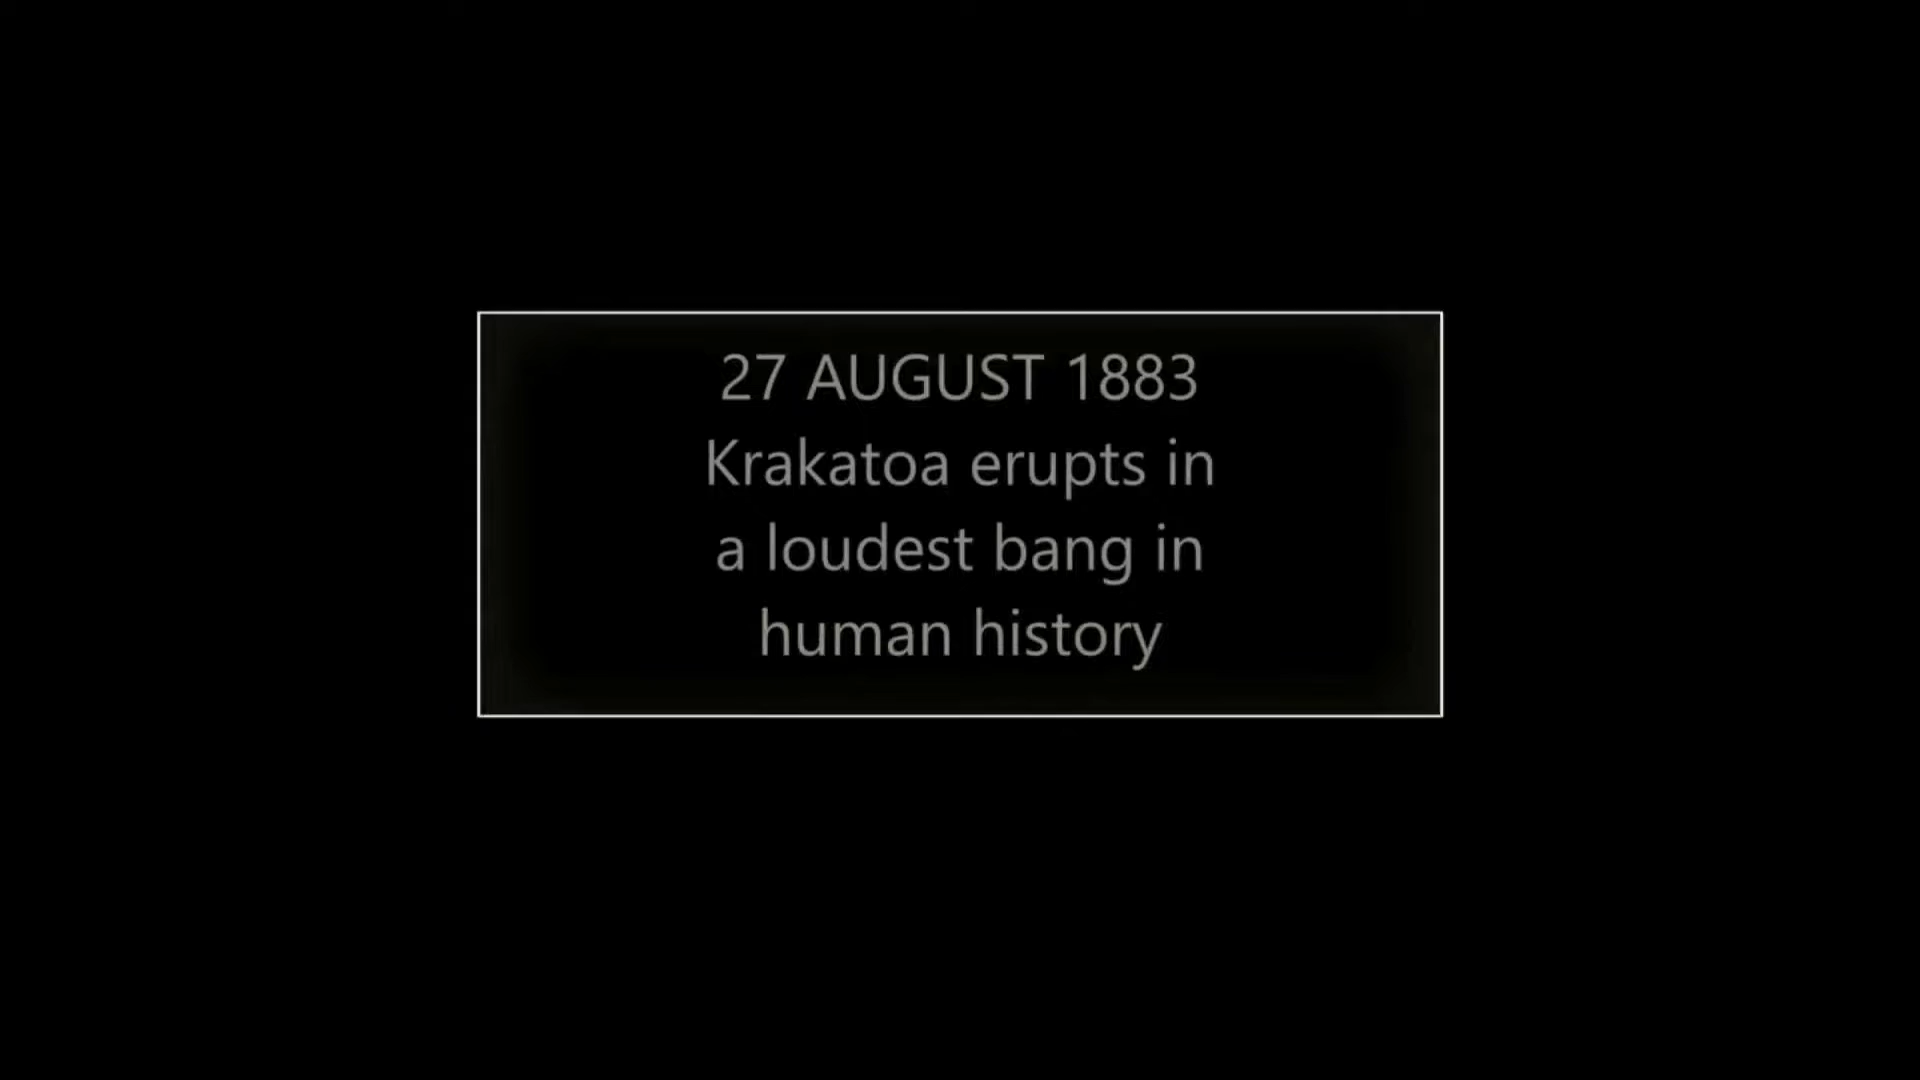 27 AUGUST 1883
Krakatoa erupts in
a loudest bang in
human history